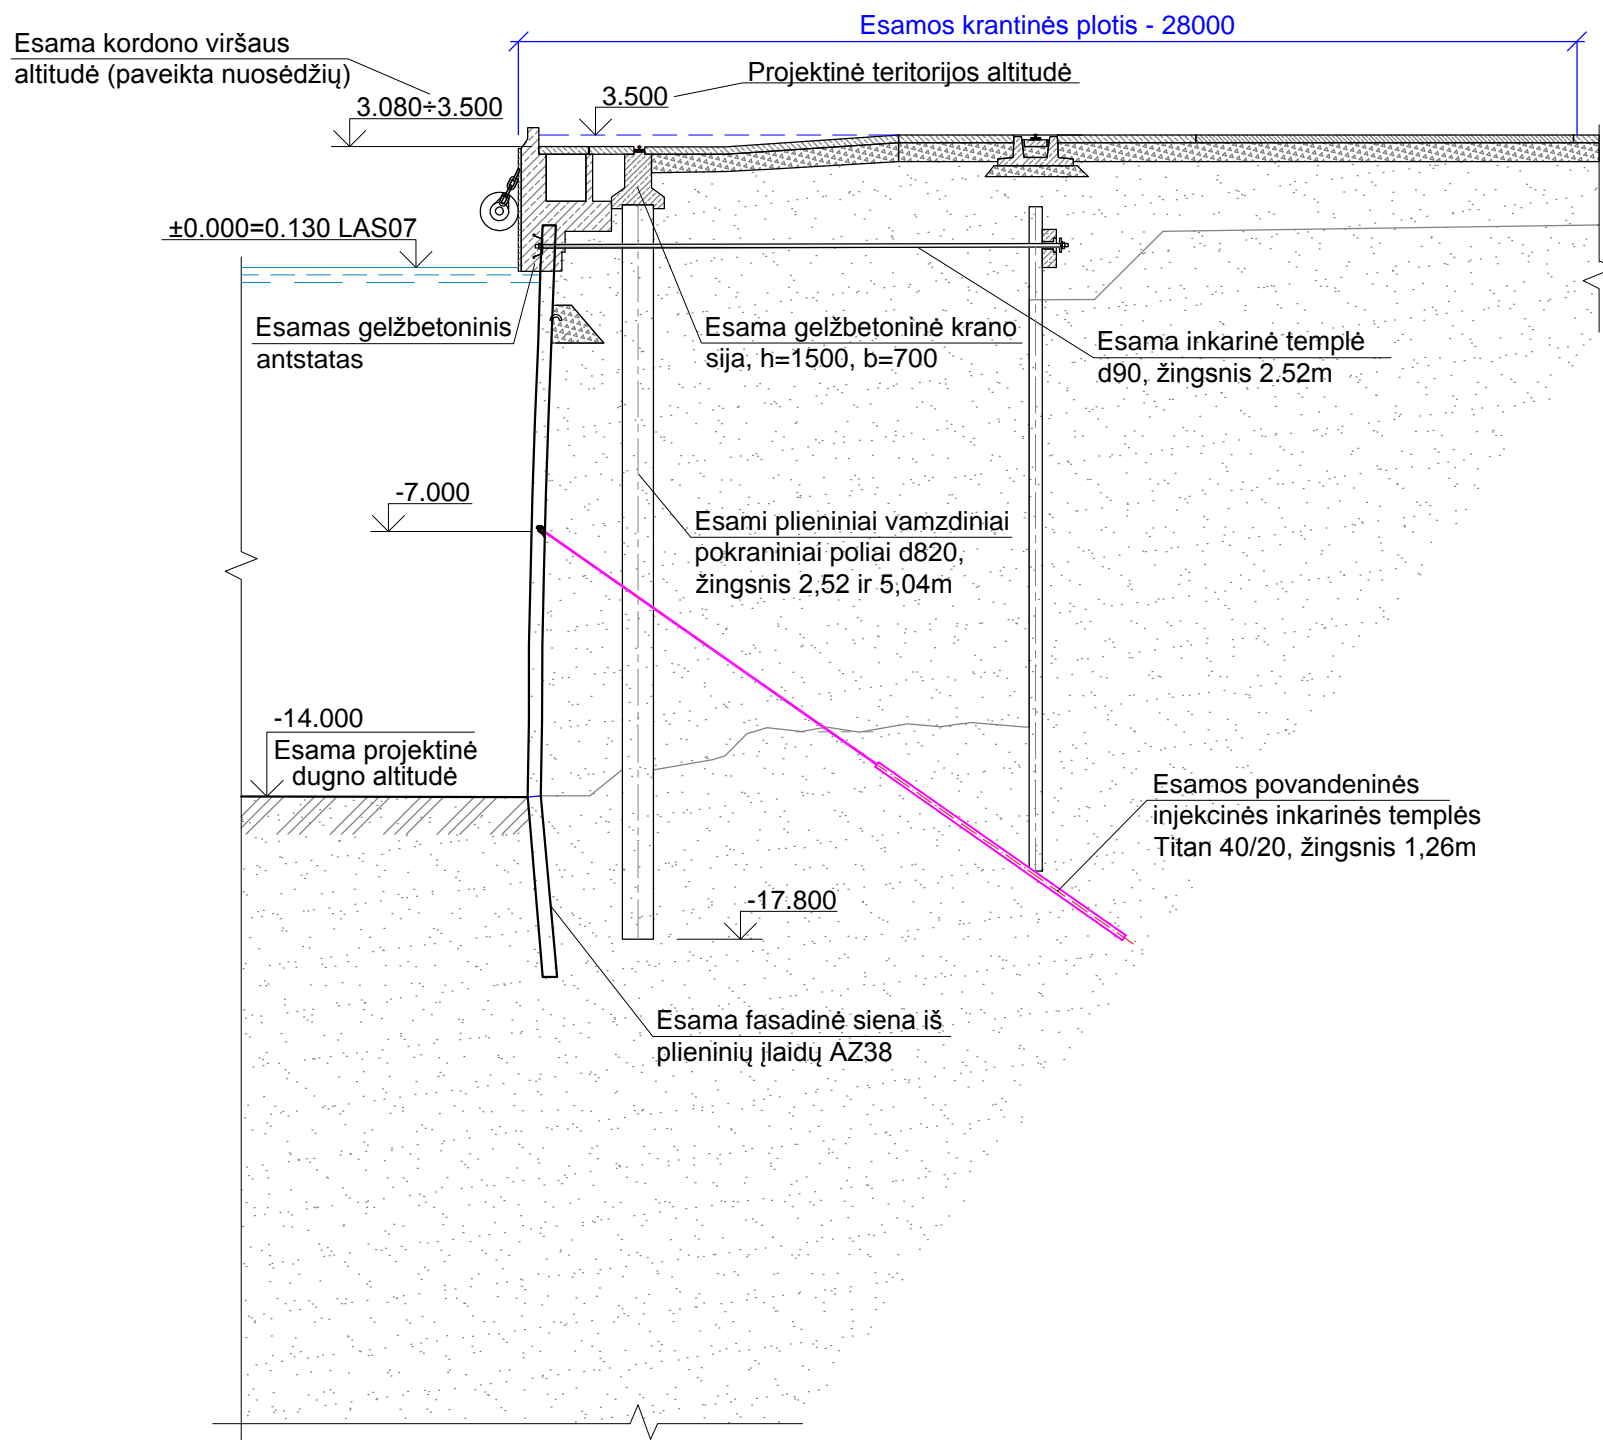 Esamos krantinės plotis - 28000
Esama kordono viršaus
altitudė (paveikta nuosėdžių)
3.080÷3.500
3.500
Projektinė teritorijos altitudė
±0.000=0.130 LAS07
Esamas gelžbetoninis
antstatas
Esama gelžbetoninė krano
sija, h=1500, b=700
Esama inkarinė templė
d90, žingsnis 2.52m
-7.000
Esami plieniniai vamzdiniai
pokraniniai poliai d820,
žingsnis 2,52 ir 5,04m
-14.000
Esama projektinė
dugno altitudė
Esamos povandeninės
injekcinės inkarinės templės
Titan 40/20, žingsnis 1,26m
-17.800
Esama fasadinė siena iš
plieninių įlaidų AZ38